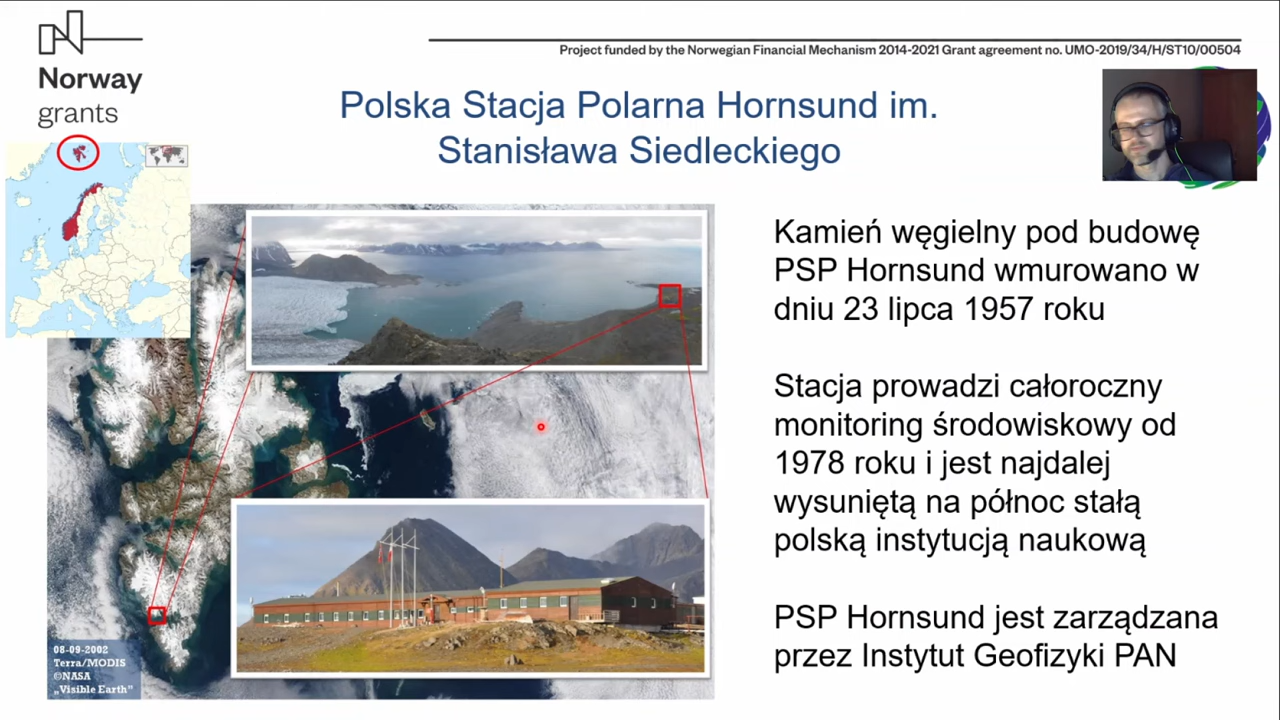 Norway
grants
Project funded by the Norwegian Financial Mechanism 2014-2021 Grant agreement no. UMO-2019/34/H/ST10/00504
Polska Stacja Polarna Hornsund im.
Stanisława Siedleckiego
Kamień węgielny pod budowę
PSP Hornsund wmurowano w
dniu 23 lipca 1957 roku
Stacja prowadzi całoroczny
monitoring środowiskowy od
1978 roku i jest najdalej
wysuniętą na północ stałą
polską instytucją naukową
PSP Hornsund jest zarządzana
przez Instytut Geofizyki PAN
08-09-2002
Terra/MODIS
©NASA
„Visible Earth”